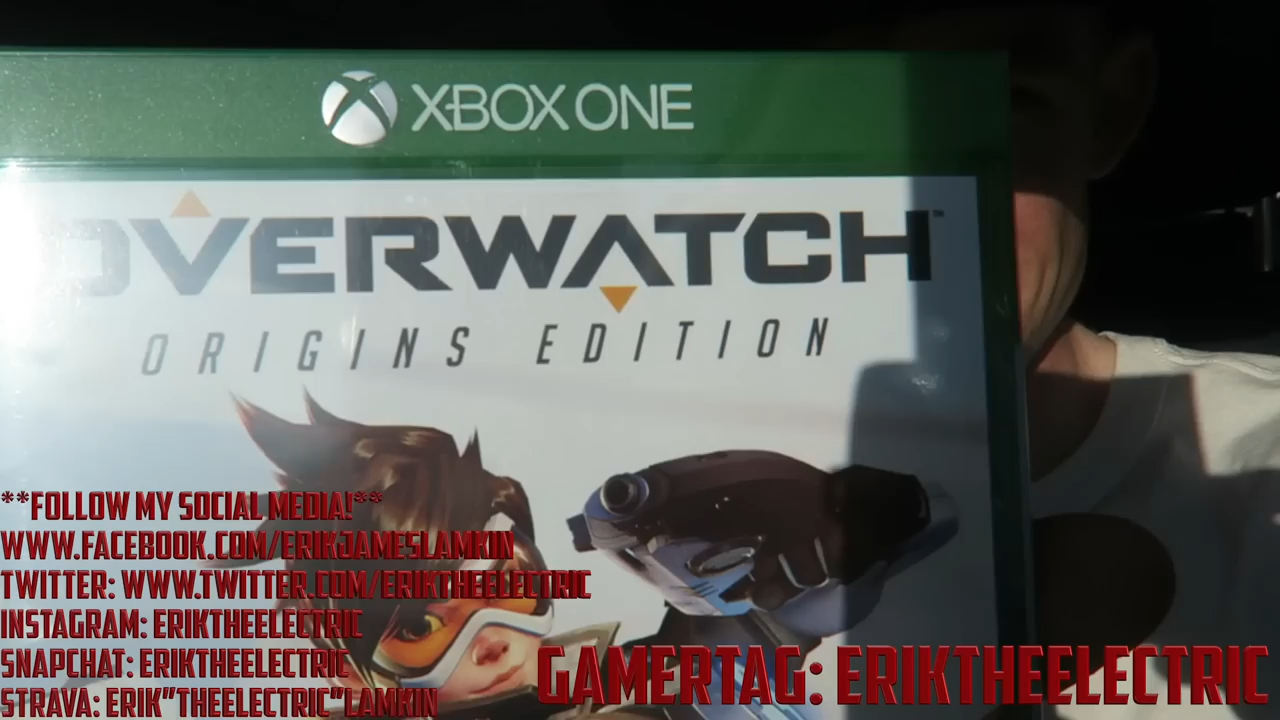 XBOX ONE
OVERWATCH™
ORIGINS EDITION
**FOLLOW MY SOCIAL MEDIA!**
WWW.FACEBOOK.COM/ERIKJAMESLAMKIN
TWITTER: WWW.TWITTER.COM/ERIKTHEELECTRIC
INSTAGRAM: ERIKTHEELECTRIC
SNAPCHAT: ERIKTHEELECTRIC
STRAVA: ERIK"THEELECTRIC"LAMKIN
GAMERTAG: ERIKTHEELECTRIC